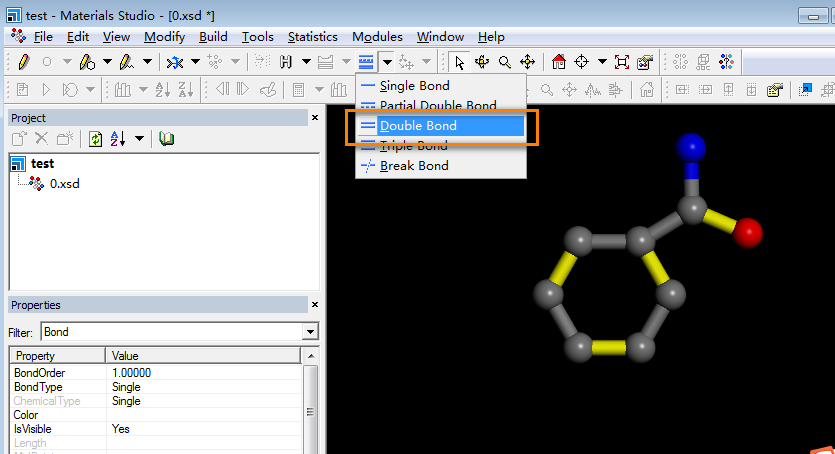 test - Materials Studio - [0.xsd *]
File Edit View Modify Build Tools Statistics Modules Window Help
Single Bond
Partial Double Bond
Double Bond
Triple Bond
Break Bond
Project
test
0.xsd
Properties
Filter: Bond
Property Value
BondOrder 1.00000
BondType Single
ChemicalType Single
Color
IsVisible Yes
Length